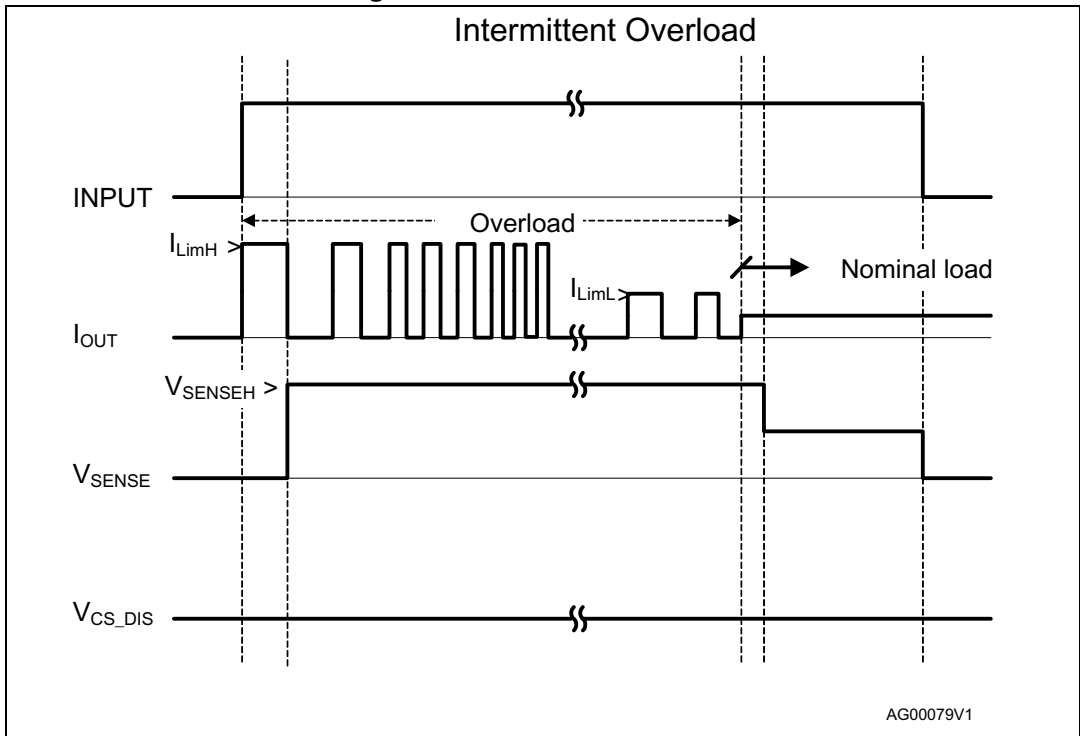 Intermittent Overload
INPUT
Overload
I_LimH >
Nominal load
I_LimL >
I_OUT
V_SENSEH >
V_SENSE
V_CS_DIS
AG00079V1